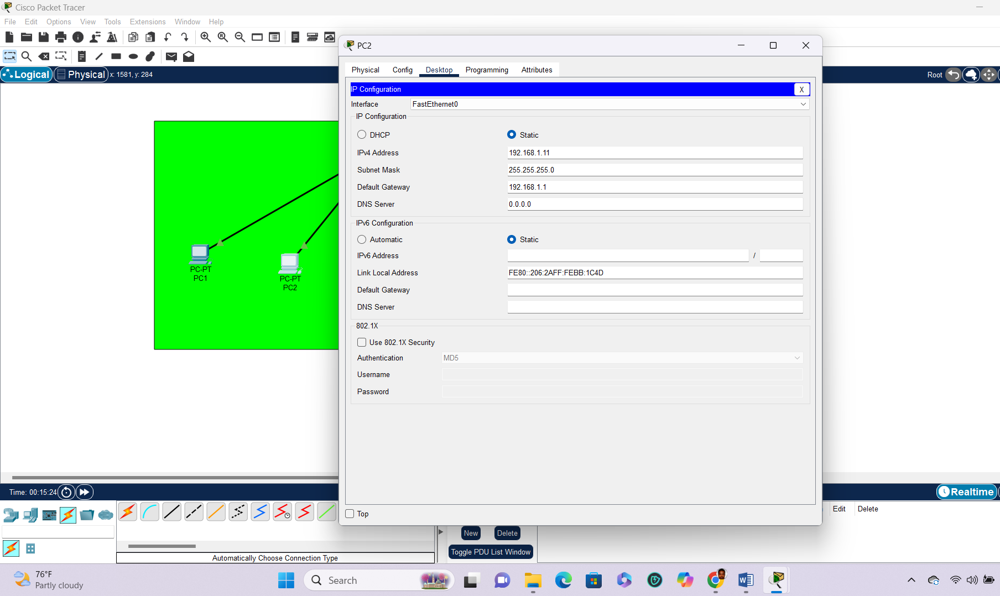 Cisco Packet Tracer
File Edit Options View Tools Extensions Window Help
Logical Physical x: 1581, y: 284
Root
PC-PT
PC1
PC-PT
PC2
PC2
Physical Config Desktop Programming Attributes
IP Configuration X
Interface FastEthernet0
IP Configuration
DHCP Static
IPv4 Address 192.168.1.11
Subnet Mask 255.255.255.0
Default Gateway 192.168.1.1
DNS Server 0.0.0.0
IPv6 Configuration
Automatic Static
IPv6 Address /
Link Local Address FE80::206:2AFF:FEBB:1C4D
Default Gateway
DNS Server
802.1X
Use 802.1X Security
Authentication MD5
Username
Password
Top
Time: 00:15:24
Realtime
Edit Delete
New Delete
Toggle PDU List Window
Automatically Choose Connection Type
76°F
Partly cloudy
Search